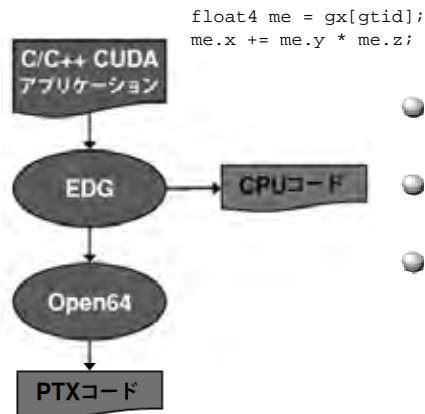 float4 me = gx[gtid];
me.x += me.y * me.z;
C/C++ CUDA
アプリケーション
EDG
CPUコード
Open64
PTXコード